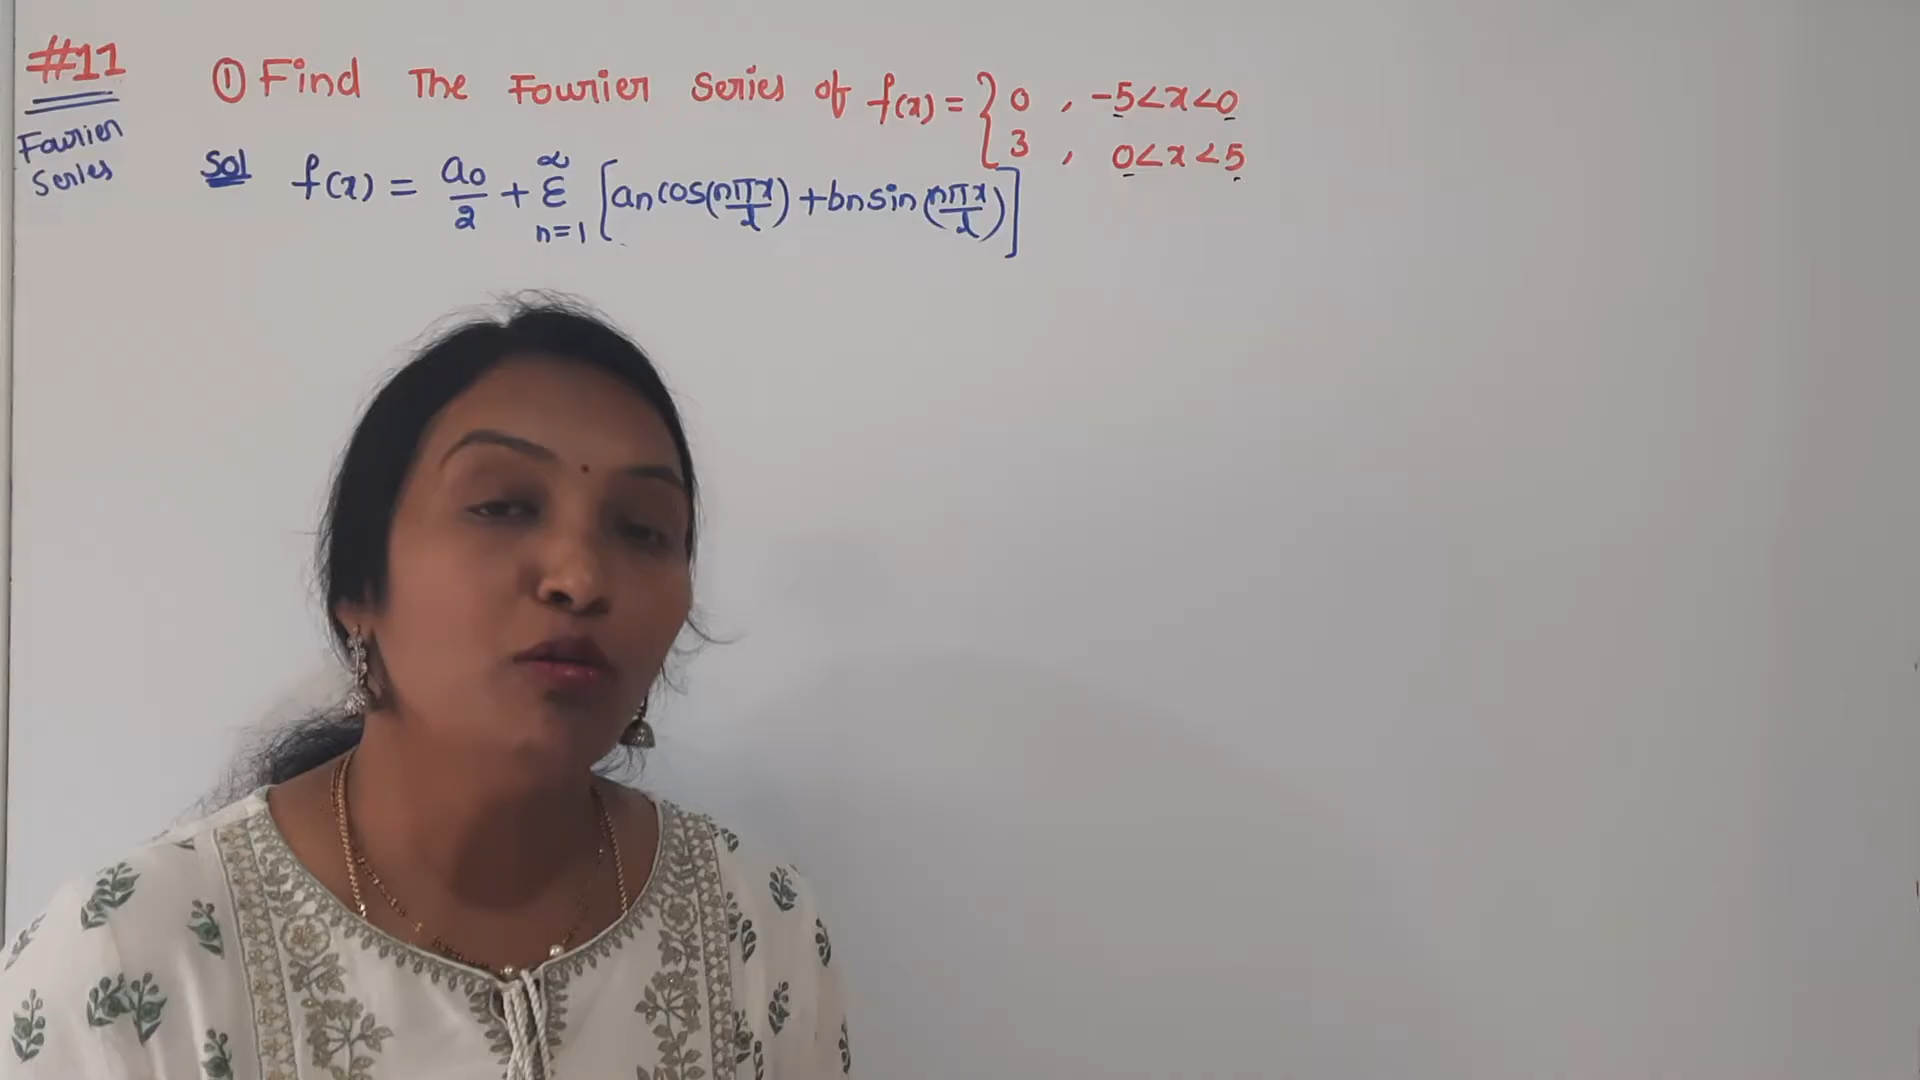 #11
Fourier
Series
① Find The Fourier Series of f(x) = { 0 , -5<x<0
3 , 0<x<5
Sol f(x) = a0/2 + Σ n=1 ∞ [an cos(nπx/l) + bn sin(nπx/l)]